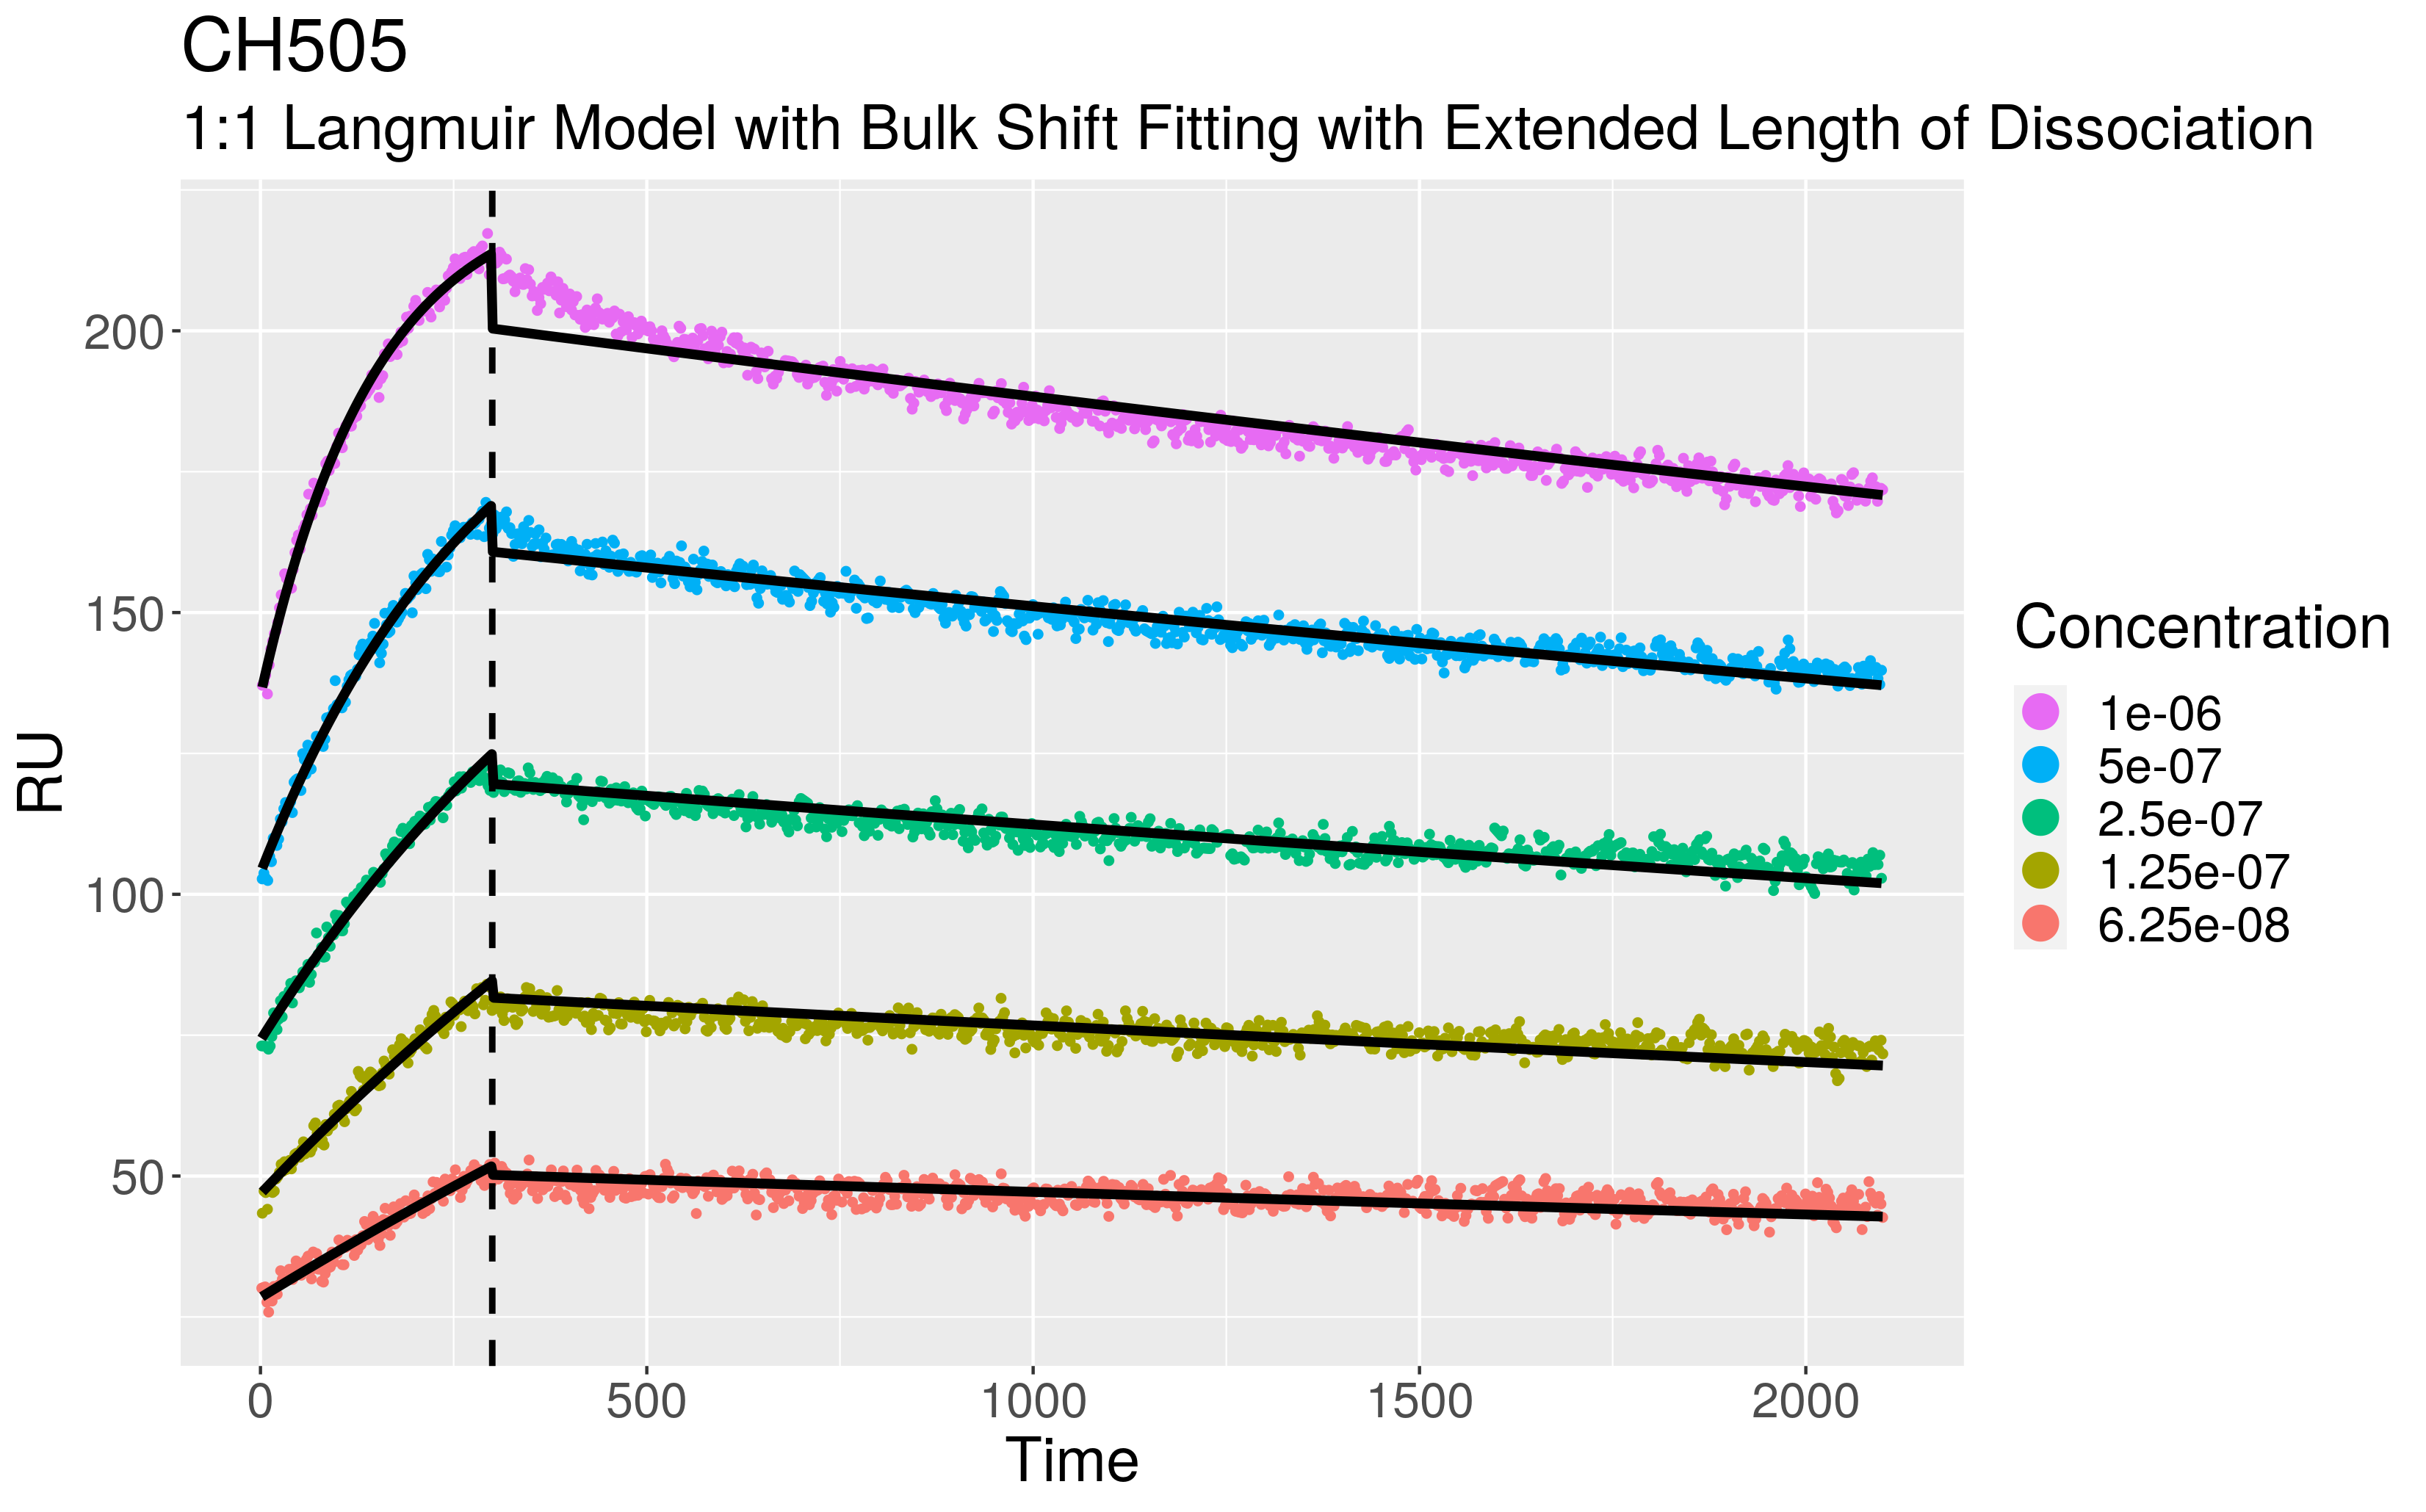 CH505
1:1 Langmuir Model with Bulk Shift Fitting with Extended Length of Dissociation
RU
200
150
100
50
0 500 1000 1500 2000
Time
Concentration
1e-06
5e-07
2.5e-07
1.25e-07
6.25e-08